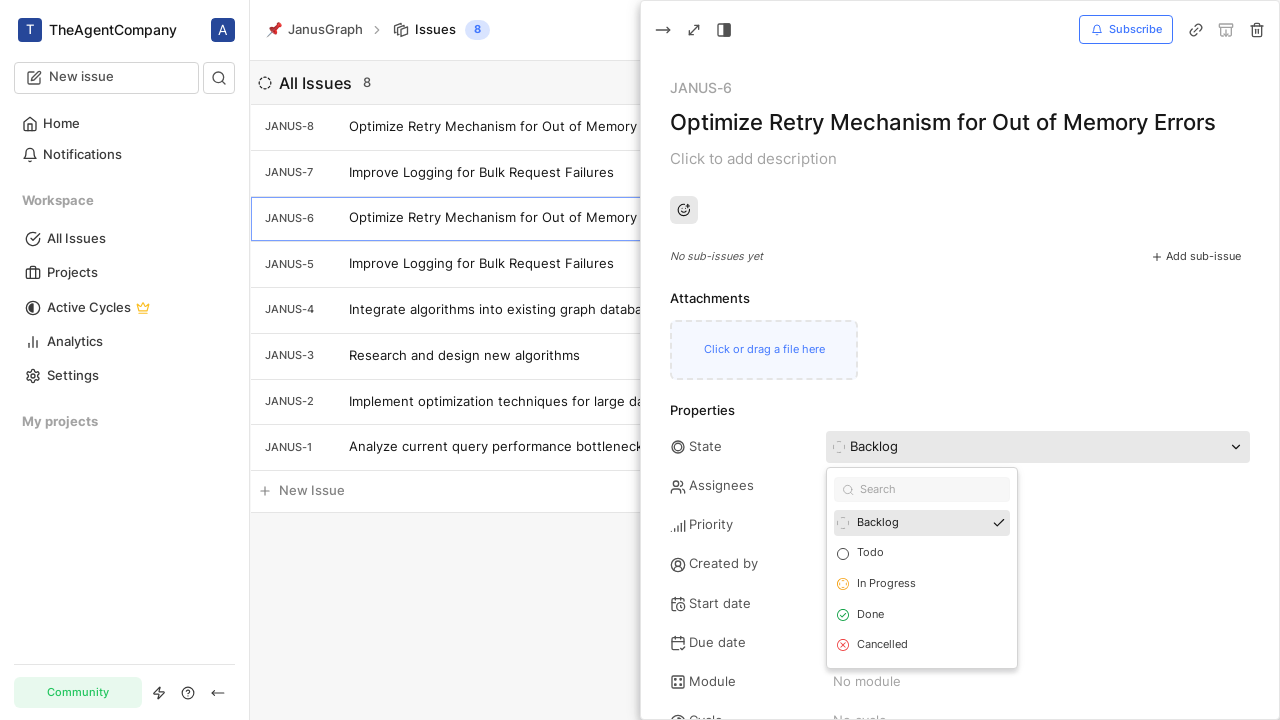 T TheAgentCompany A
New issue
Home
Notifications
Workspace
All Issues
Projects
Active Cycles
Analytics
Settings
My projects
Community
JanusGraph
Issues 8
All Issues 8
JANUS-8 Optimize Retry Mechanism for Out of Memory
JANUS-7 Improve Logging for Bulk Request Failures
JANUS-6 Optimize Retry Mechanism for Out of Memory
JANUS-5 Improve Logging for Bulk Request Failures
JANUS-4 Integrate algorithms into existing graph databa
JANUS-3 Research and design new algorithms
JANUS-2 Implement optimization techniques for large da
JANUS-1 Analyze current query performance bottleneck
New Issue
Subscribe
JANUS-6
Optimize Retry Mechanism for Out of Memory Errors
Click to add description
No sub-issues yet
Add sub-issue
Attachments
Click or drag a file here
Properties
State Backlog
Assignees
Priority
Created by
Start date
Due date
Module No module
Cycle No cycle
Search
Backlog
Todo
In Progress
Done
Cancelled